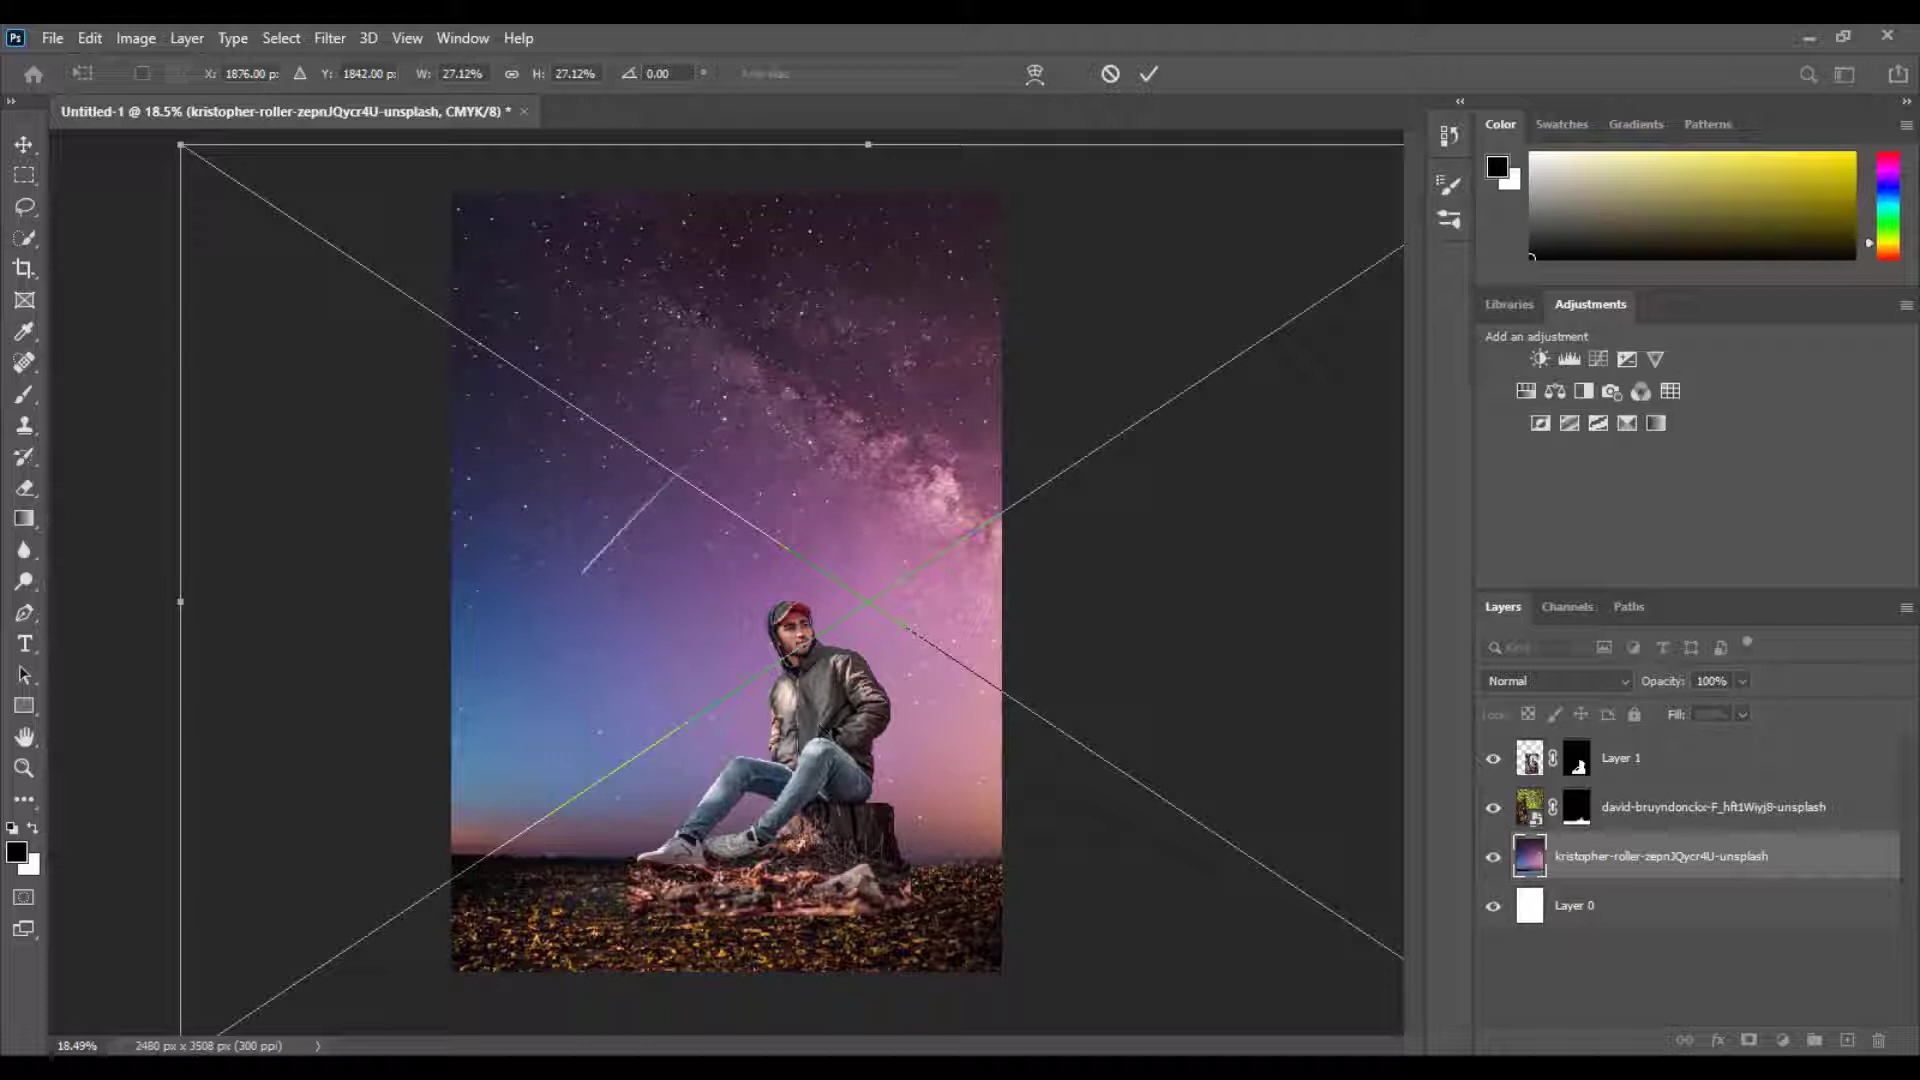 Ps File Edit Image Layer Type Select Filter 3D View Window Help
X: 1876.00 p: Y: 1842.00 p: W: 27.12% H: 27.12% 0.00 °
Untitled-1 @ 18.5% (kristopher-roller-zepnJQycr4U-unsplash, CMYK/8) * ×
Color Swatches Gradients Patterns
Libraries Adjustments
Add an adjustment
Layers Channels Paths
Kind
Normal Opacity: 100%
Lock: Fill:
Layer 1
david-bruyndonckx-F_hft1Wiyj8-unsplash
kristopher-roller-zepnJQycr4U-unsplash
Layer 0
18.49% 2480 px x 3508 px (300 ppi)